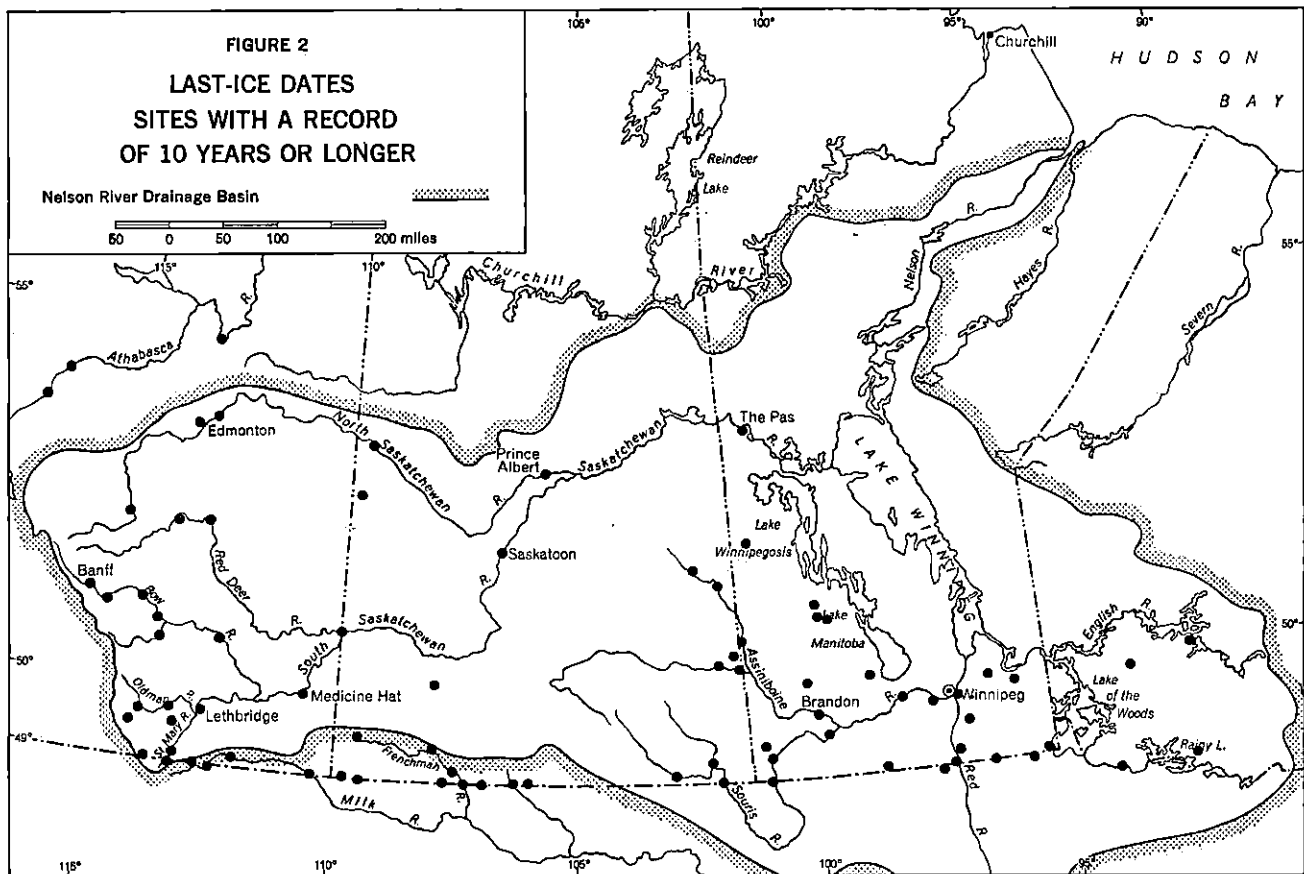 FIGURE 2
LAST-ICE DATES
SITES WITH A RECORD
OF 10 YEARS OR LONGER
Nelson River Drainage Basin
50 0 50 100 200 miles
105°
100°
95°
90°
Churchill
HUDSON
BAY
Reindeer
Lake
115°
110°
55°
55°
Churchill
River
R.
Athabasca
Nelson
R.
Hayes
R.
Severn
R.
Edmonton
North
Saskatchewan
R.
Prince
Albert
Saskatchewan
The Pas
R.
LAKE WINNIPEG
Lake
Winnipegosis
Saskatoon
R.
Banff
Bow
R.
Red Deer
R.
South
Saskatchewan
Lake
Manitoba
English
R.
50°
50°
Assiniboine
R.
Oldman
R.
Medicine Hat
Lethbridge
St. Mary
R.
Brandon
Winnipeg
Lake
of the
Woods
Rainy L.
49°
Frenchman
R.
Milk
R.
Souris
R.
Red
R.
115°
110°
100°
95°